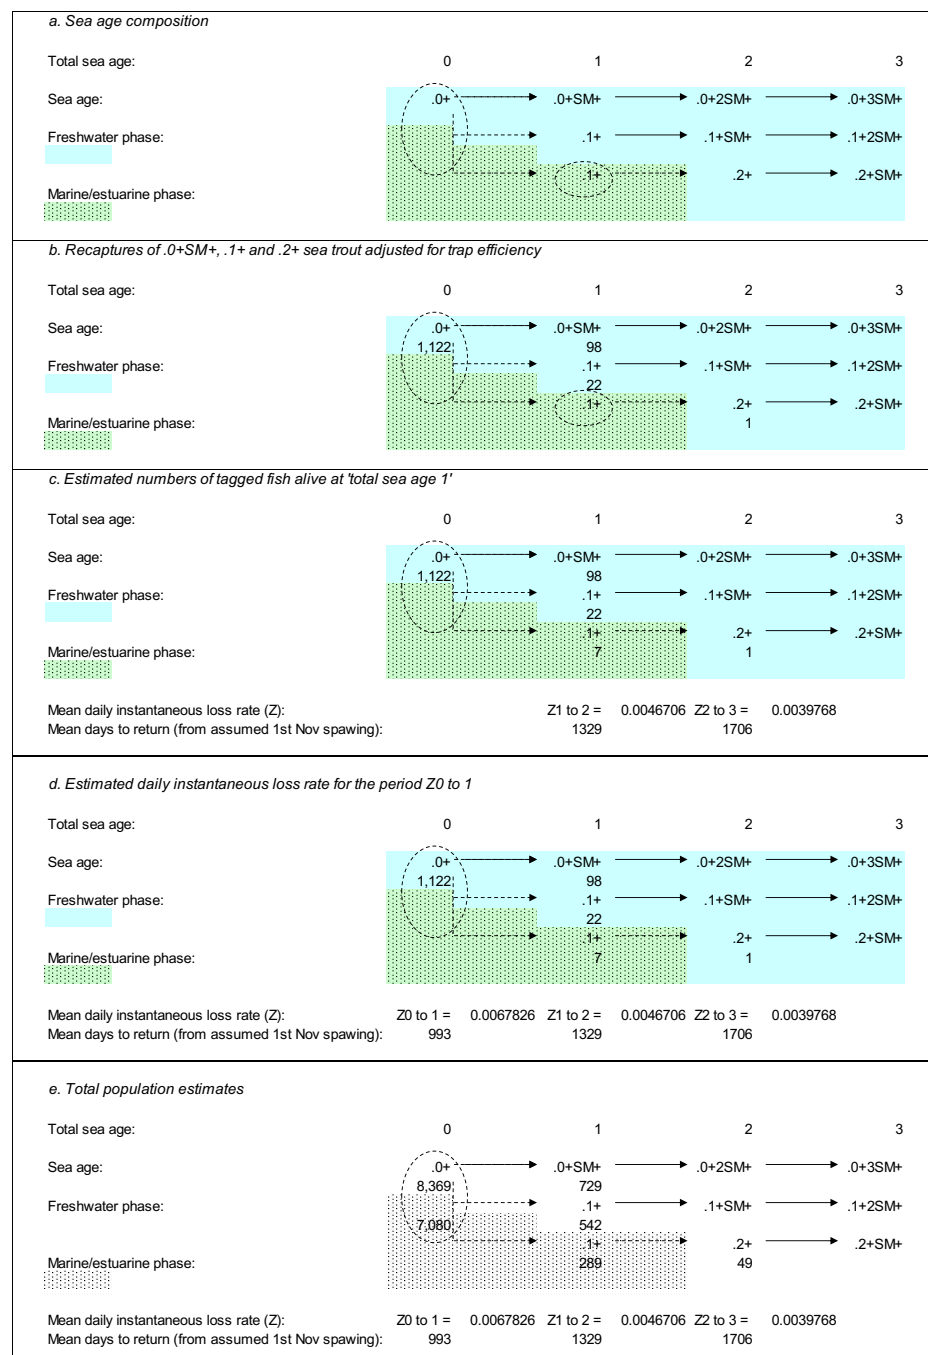 a. Sea age composition
Total sea age: 0 1 2 3
Sea age: .0+ .0+SM+ .0+2SM+ .0+3SM+
Freshwater phase: .1+ .1+SM+ .1+2SM+
.1+ .2+ .2+SM+
Marine/estuarine phase:
b. Recaptures of .0+SM+, .1+ and .2+ sea trout adjusted for trap efficiency
Total sea age: 0 1 2 3
Sea age: .0+ .0+SM+ .0+2SM+ .0+3SM+
1,122 98
Freshwater phase: .1+ .1+SM+ .1+2SM+
22
.1+ .2+ .2+SM+
Marine/estuarine phase: 1
c. Estimated numbers of tagged fish alive at 'total sea age 1'
Total sea age: 0 1 2 3
Sea age: .0+ .0+SM+ .0+2SM+ .0+3SM+
1,122 98
Freshwater phase: .1+ .1+SM+ .1+2SM+
22
.1+ .2+ .2+SM+
Marine/estuarine phase: 7 1
Mean daily instantaneous loss rate (Z): Z1 to 2 = 0.0046706 Z2 to 3 = 0.0039768
Mean days to return (from assumed 1st Nov spawing): 1329 1706
d. Estimated daily instantaneous loss rate for the period Z0 to 1
Total sea age: 0 1 2 3
Sea age: .0+ .0+SM+ .0+2SM+ .0+3SM+
1,122 98
Freshwater phase: .1+ .1+SM+ .1+2SM+
22
.1+ .2+ .2+SM+
Marine/estuarine phase: 7 1
Mean daily instantaneous loss rate (Z): Z0 to 1 = 0.0067826 Z1 to 2 = 0.0046706 Z2 to 3 = 0.0039768
Mean days to return (from assumed 1st Nov spawing): 993 1329 1706
e. Total population estimates
Total sea age: 0 1 2 3
Sea age: .0+ .0+SM+ .0+2SM+ .0+3SM+
8,369 729
Freshwater phase: .1+ .1+SM+ .1+2SM+
7,080 542
.1+ .2+ .2+SM+
Marine/estuarine phase: 289 49
Mean daily instantaneous loss rate (Z): Z0 to 1 = 0.0067826 Z1 to 2 = 0.0046706 Z2 to 3 = 0.0039768
Mean days to return (from assumed 1st Nov spawing): 993 1329 1706